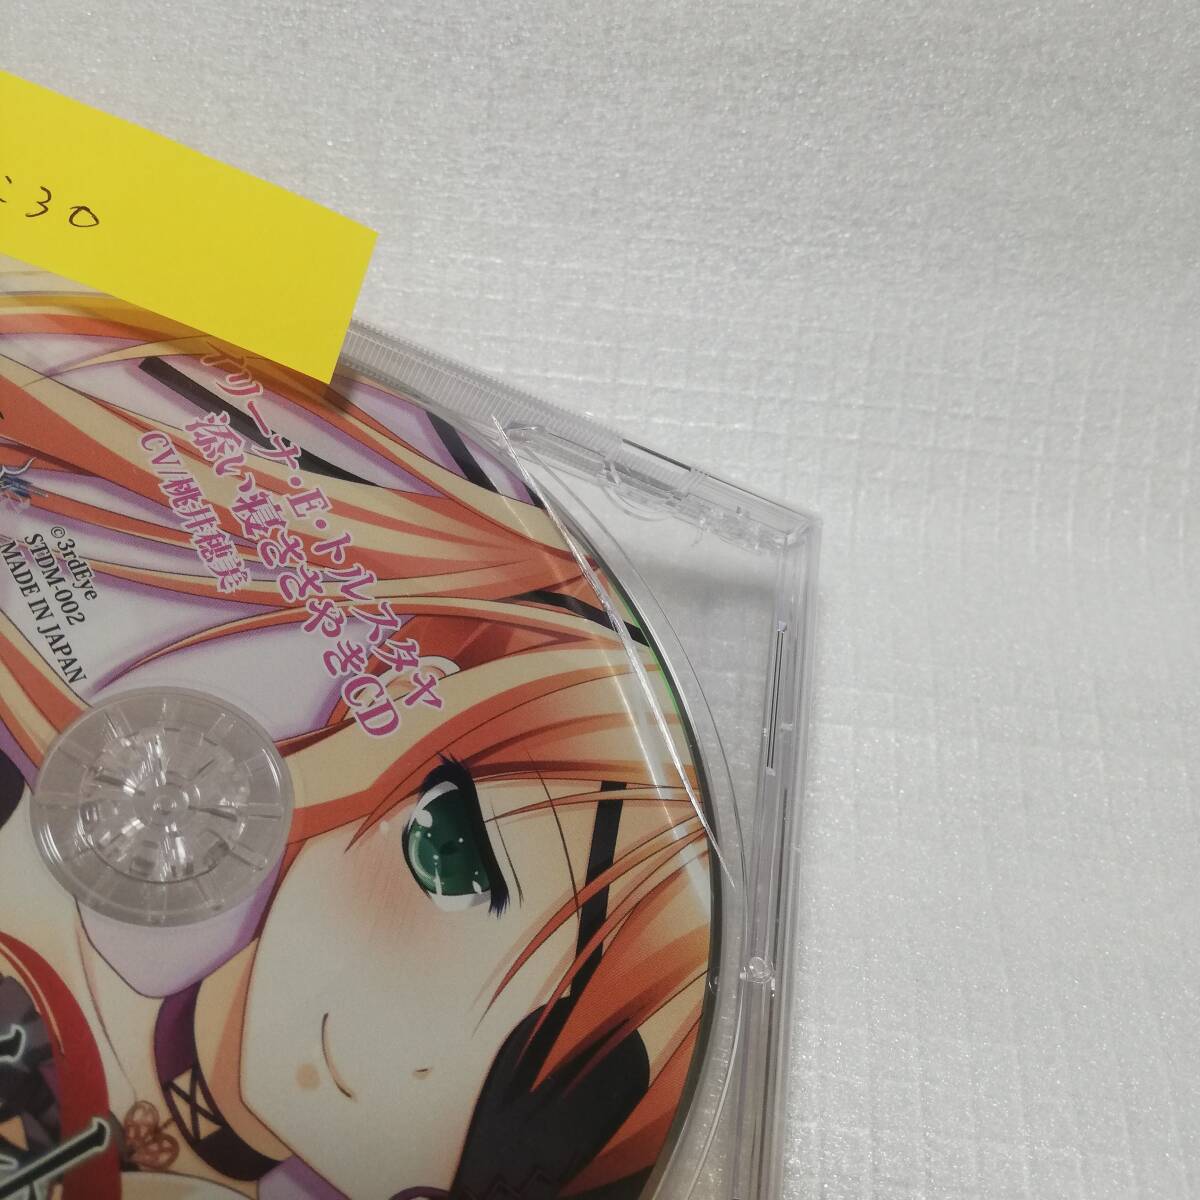 :30
イリーナ・E・トルスタヤ
添い寝ささやきCD
CV/桃井穂美
©3rdEye
STDM-002
MADE IN JAPAN